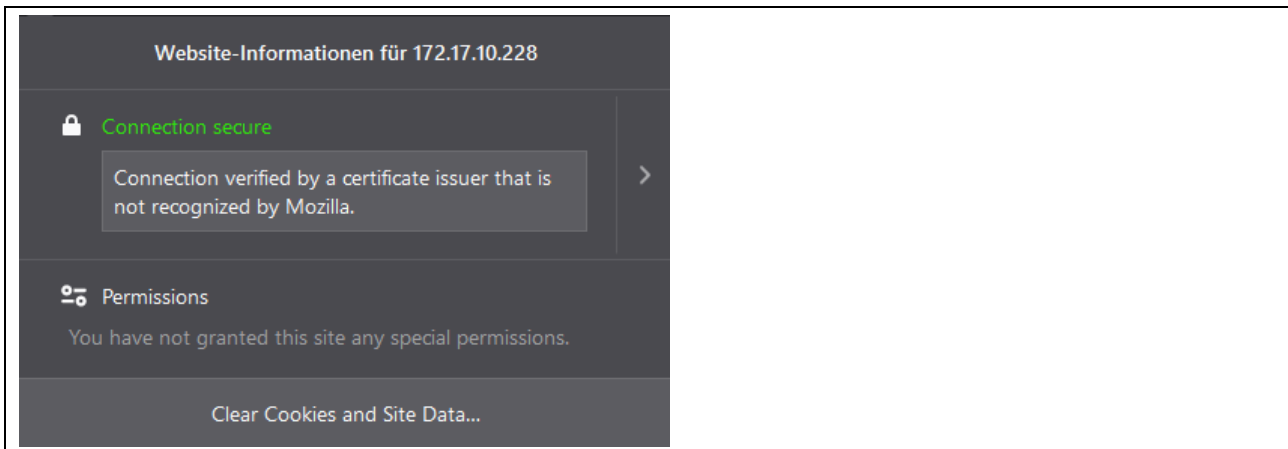 Website-Informationen für 172.17.10.228
Connection secure
Connection verified by a certificate issuer that is
not recognized by Mozilla.
Permissions
You have not granted this site any special permissions.
Clear Cookies and Site Data...